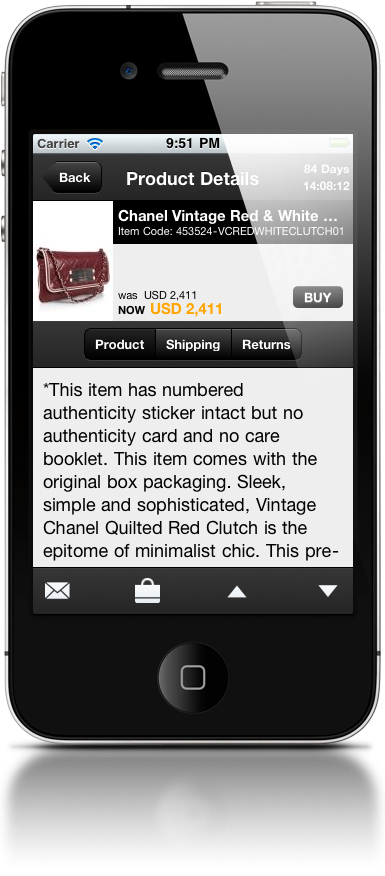 Carrier 9:51 PM
Back Product Details 84 Days
14:08:12
Chanel Vintage Red & White ...
Item Code: 453524-VCREDWHITECLUTCH01
was USD 2,411
NOW USD 2,411 BUY
Product Shipping Returns
*This item has numbered
authenticity sticker intact but no
authenticity card and no care
booklet. This item comes with the
original box packaging. Sleek,
simple and sophisticated, Vintage
Chanel Quilted Red Clutch is the
epitome of minimalist chic. This pre-